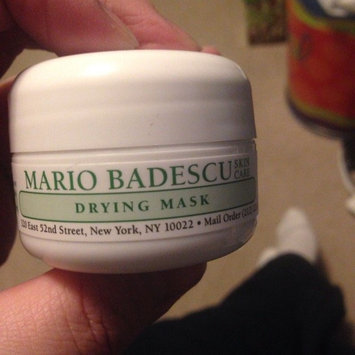 MARIO BADESCU SKIN CARE
DRYING MASK
East 52nd Street, New York, NY 10022 • Mail Order